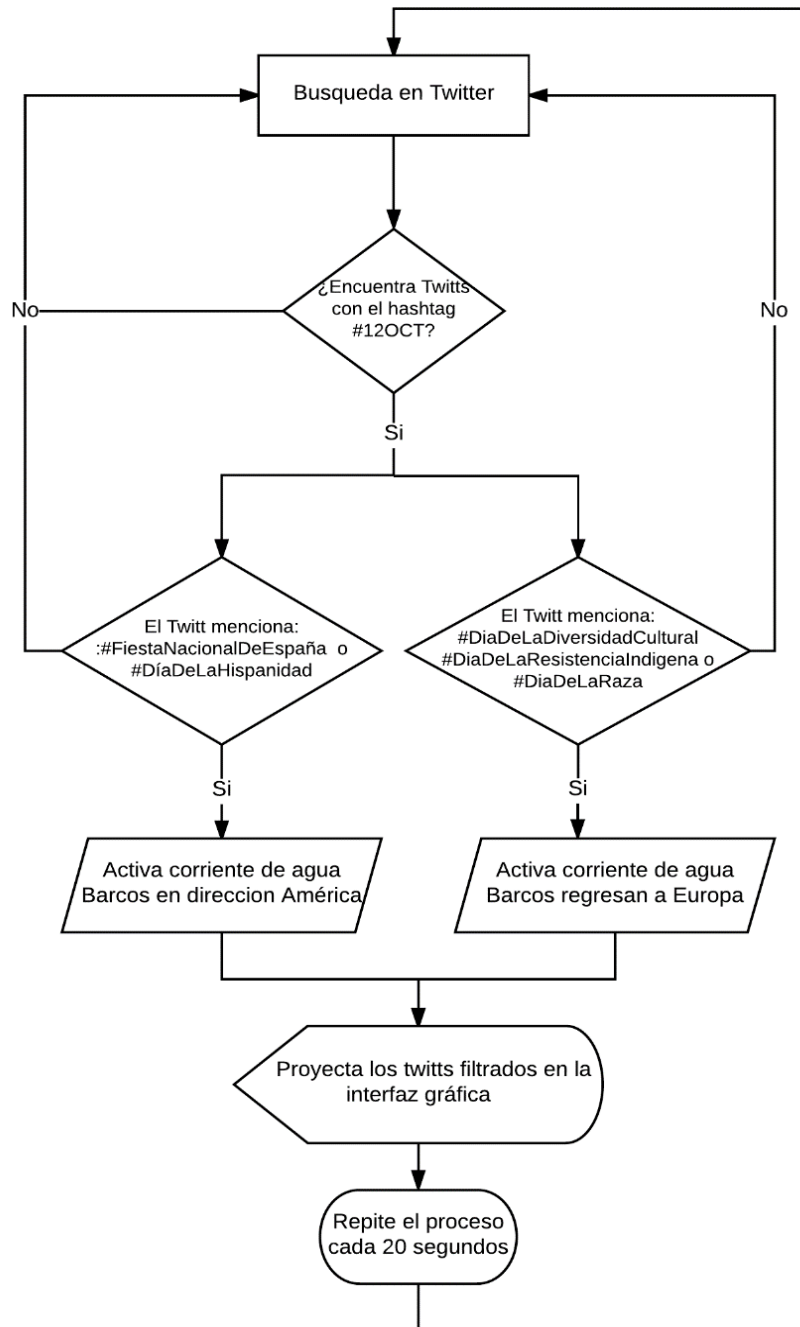 Busqueda en Twitter
¿Encuentra Twitts
con el hashtag
#12OCT?
No
No
Si
El Twitt menciona:
:#FiestaNacionalDeEspaña o
#DíaDeLaHispanidad
El Twitt menciona:
#DiaDeLaDiversidadCultural
#DiaDeLaResistenciaIndigena o
#DiaDeLaRaza
Si
Si
Activa corriente de agua
Barcos en direccion América
Activa corriente de agua
Barcos regresan a Europa
Proyecta los twitts filtrados en la
interfaz gráfica
Repite el proceso
cada 20 segundos